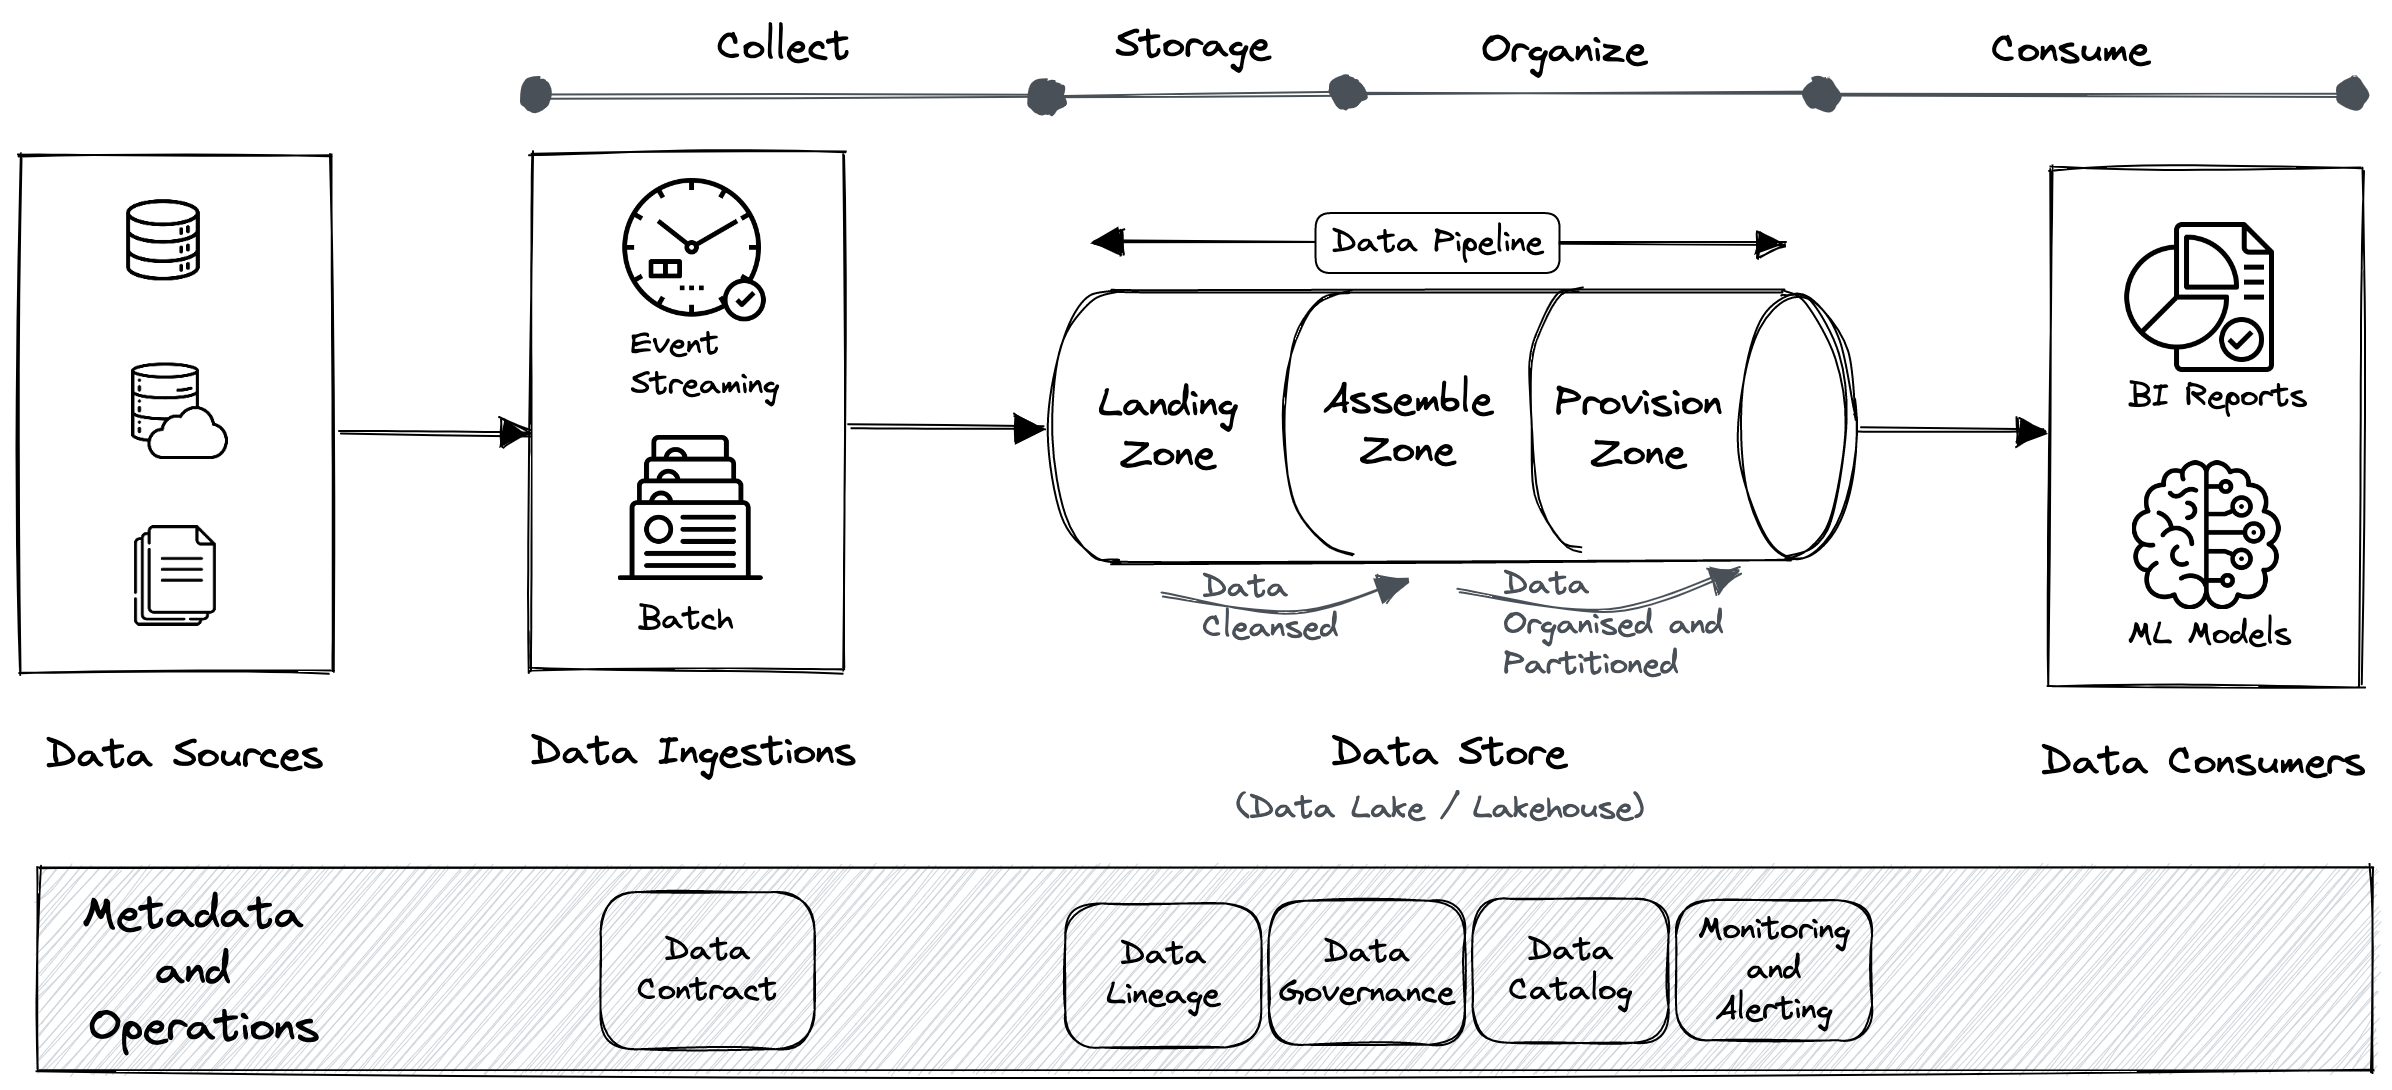 Collect
Storage
Organize
Consume
Data Pipeline
Event
Streaming
Batch
Landing
Zone
Assemble
Zone
Provision
Zone
BI Reports
ML Models
Data
Cleansed
Data
Organised and
Partitioned
Data Sources
Data Ingestions
Data Store
(Data Lake / Lakehouse)
Data Consumers
Metadata
and
Operations
Data
Contract
Data
Lineage
Data
Governance
Data
Catalog
Monitoring
and
Alerting